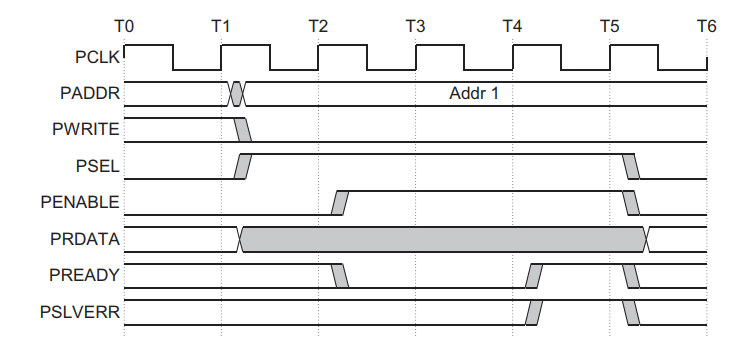 T0 T1 T2 T3 T4 T5 T6
PCLK
PADDR Addr 1
PWRITE
PSEL
PENABLE
PRDATA
PREADY
PSLVERR